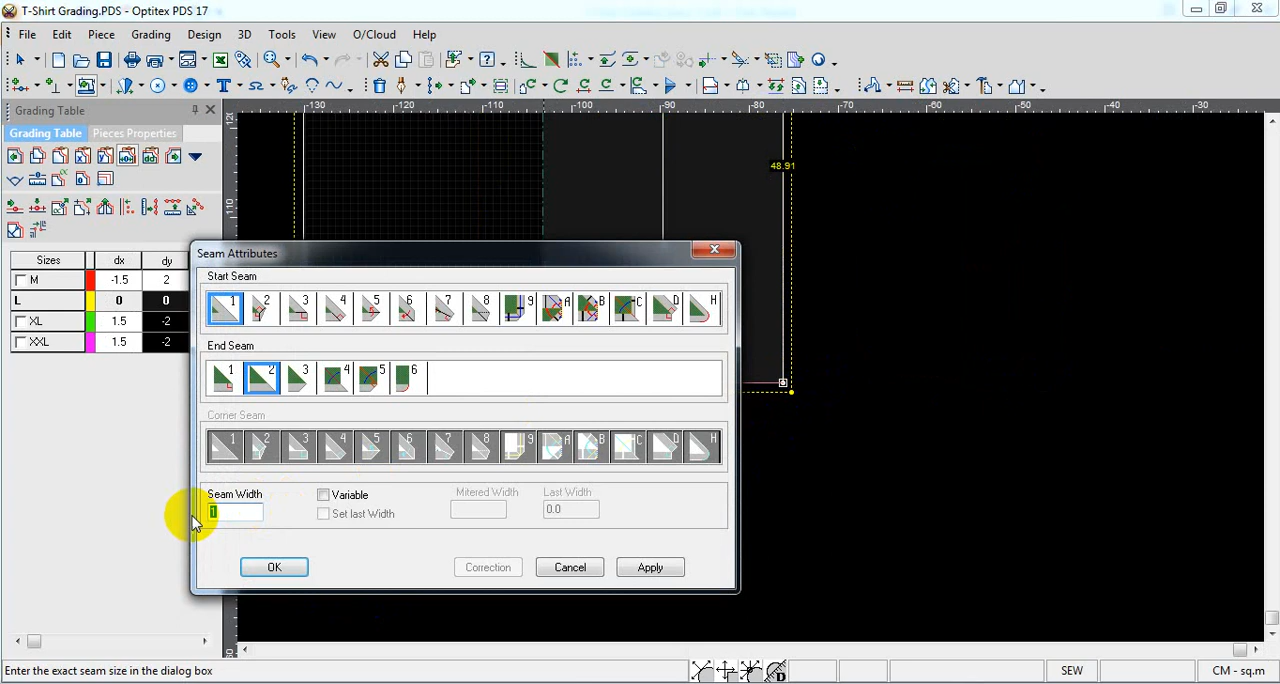 T-Shirt Grading.PDS - Optitex PDS 17
File Edit Piece Grading Design 3D Tools View O/Cloud Help
Grading Table
Grading Table Pieces Properties
-130 -120 -110 -100 -90 -80 -70 -60 -50 -40 -30
120
110
48.91
Sizes dx dy
M -1.5 2
L 0 0
XL 1.5 -2
XXL 1.5 -2
Seam Attributes
Start Seam
1 2 3 4 5 6 7 8 9 A B C D H
End Seam
1 2 3 4 5 6
Corner Seam
1 2 3 4 5 6 7 8 9 A B C D H
Seam Width Variable Mitered Width Last Width
1 Set last Width 0.0
OK Correction Cancel Apply
Enter the exact seam size in the dialog box SEW CM - sq.m